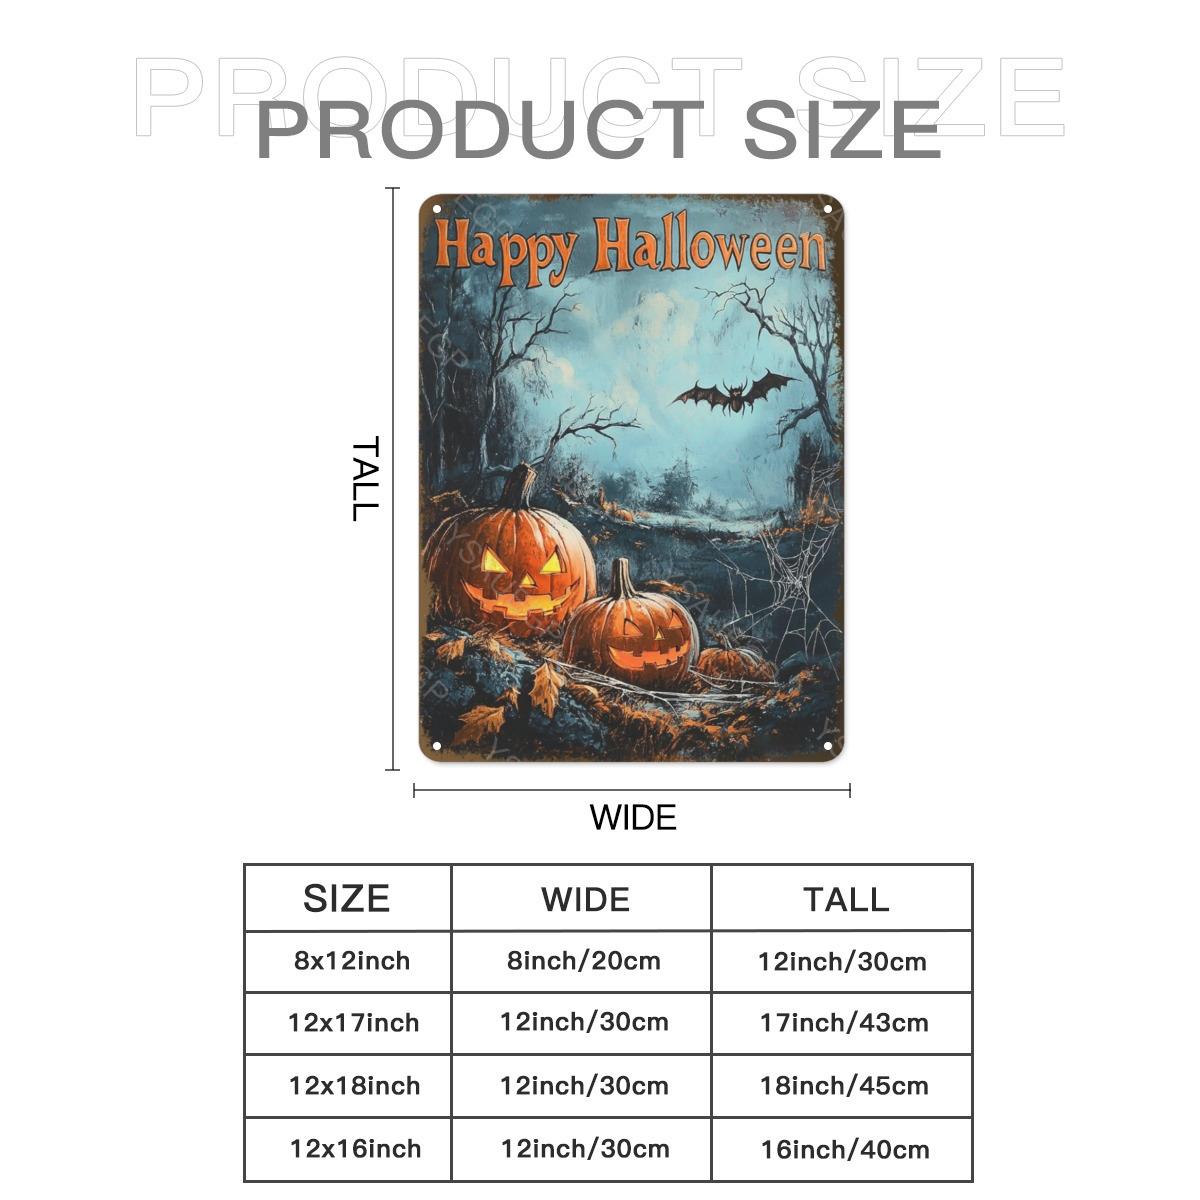 PRODUCT SIZE
PRODUCT SIZE
Happy Halloween
TALL
WIDE
SIZE WIDE TALL
8x12inch 8inch/20cm 12inch/30cm
12x17inch 12inch/30cm 17inch/43cm
12x18inch 12inch/30cm 18inch/45cm
12x16inch 12inch/30cm 16inch/40cm